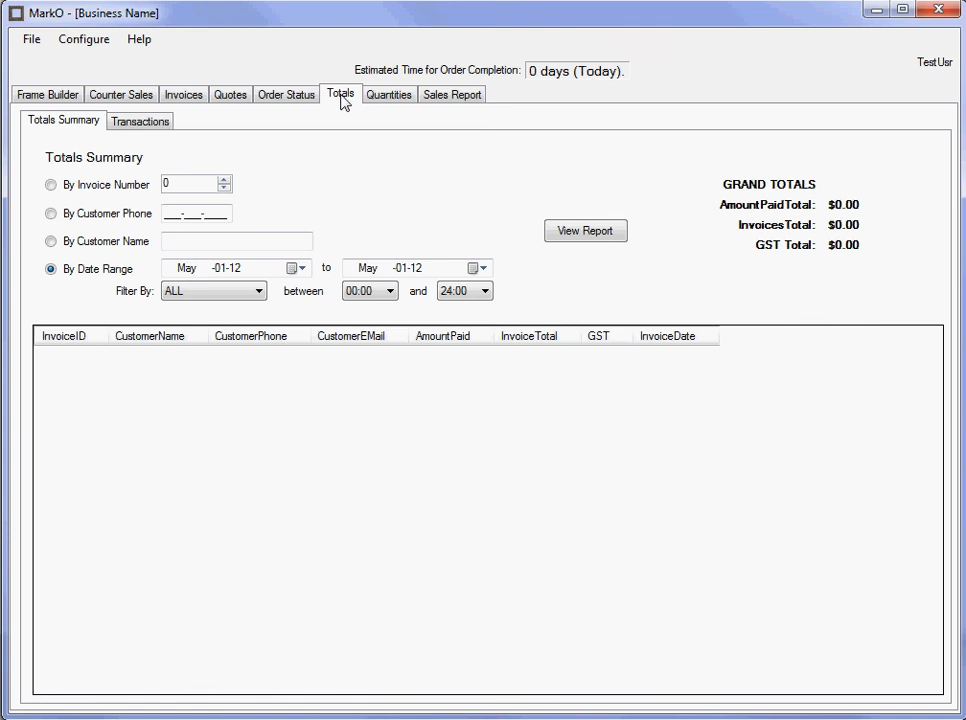 MarkO - [Business Name]
File Configure Help
Estimated Time for Order Completion: 0 days (Today).
TestUsr
Frame Builder Counter Sales Invoices Quotes Order Status Totals Quantities Sales Report
Totals Summary Transactions
Totals Summary
By Invoice Number 0
By Customer Phone ___-___-____
By Customer Name
By Date Range May -01-12 to May -01-12
Filter By: ALL between 00:00 and 24:00
View Report
GRAND TOTALS
AmountPaidTotal: $0.00
InvoicesTotal: $0.00
GST Total: $0.00
InvoiceID CustomerName CustomerPhone CustomerEMail AmountPaid InvoiceTotal GST InvoiceDate